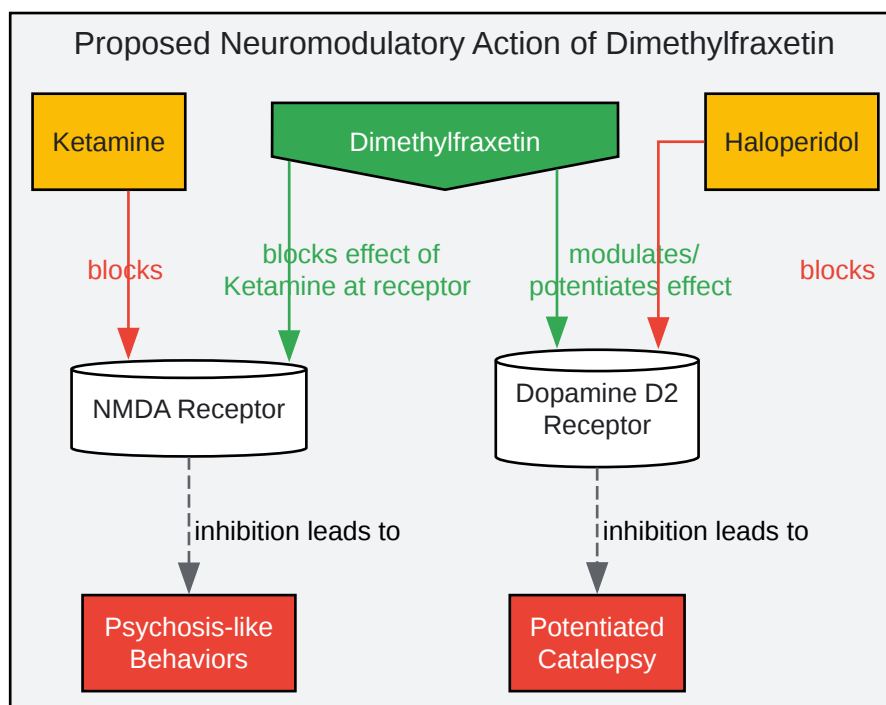 Proposed Neuromodulatory Action of Dimethylfraxetin
Ketamine
Dimethylfraxetin
Haloperidol
blocks
blocks effect of
Ketamine at receptor
modulates/
potentiates effect
blocks
NMDA Receptor
Dopamine D2
Receptor
inhibition leads to
inhibition leads to
Psychosis-like
Behaviors
Potentiated
Catalepsy